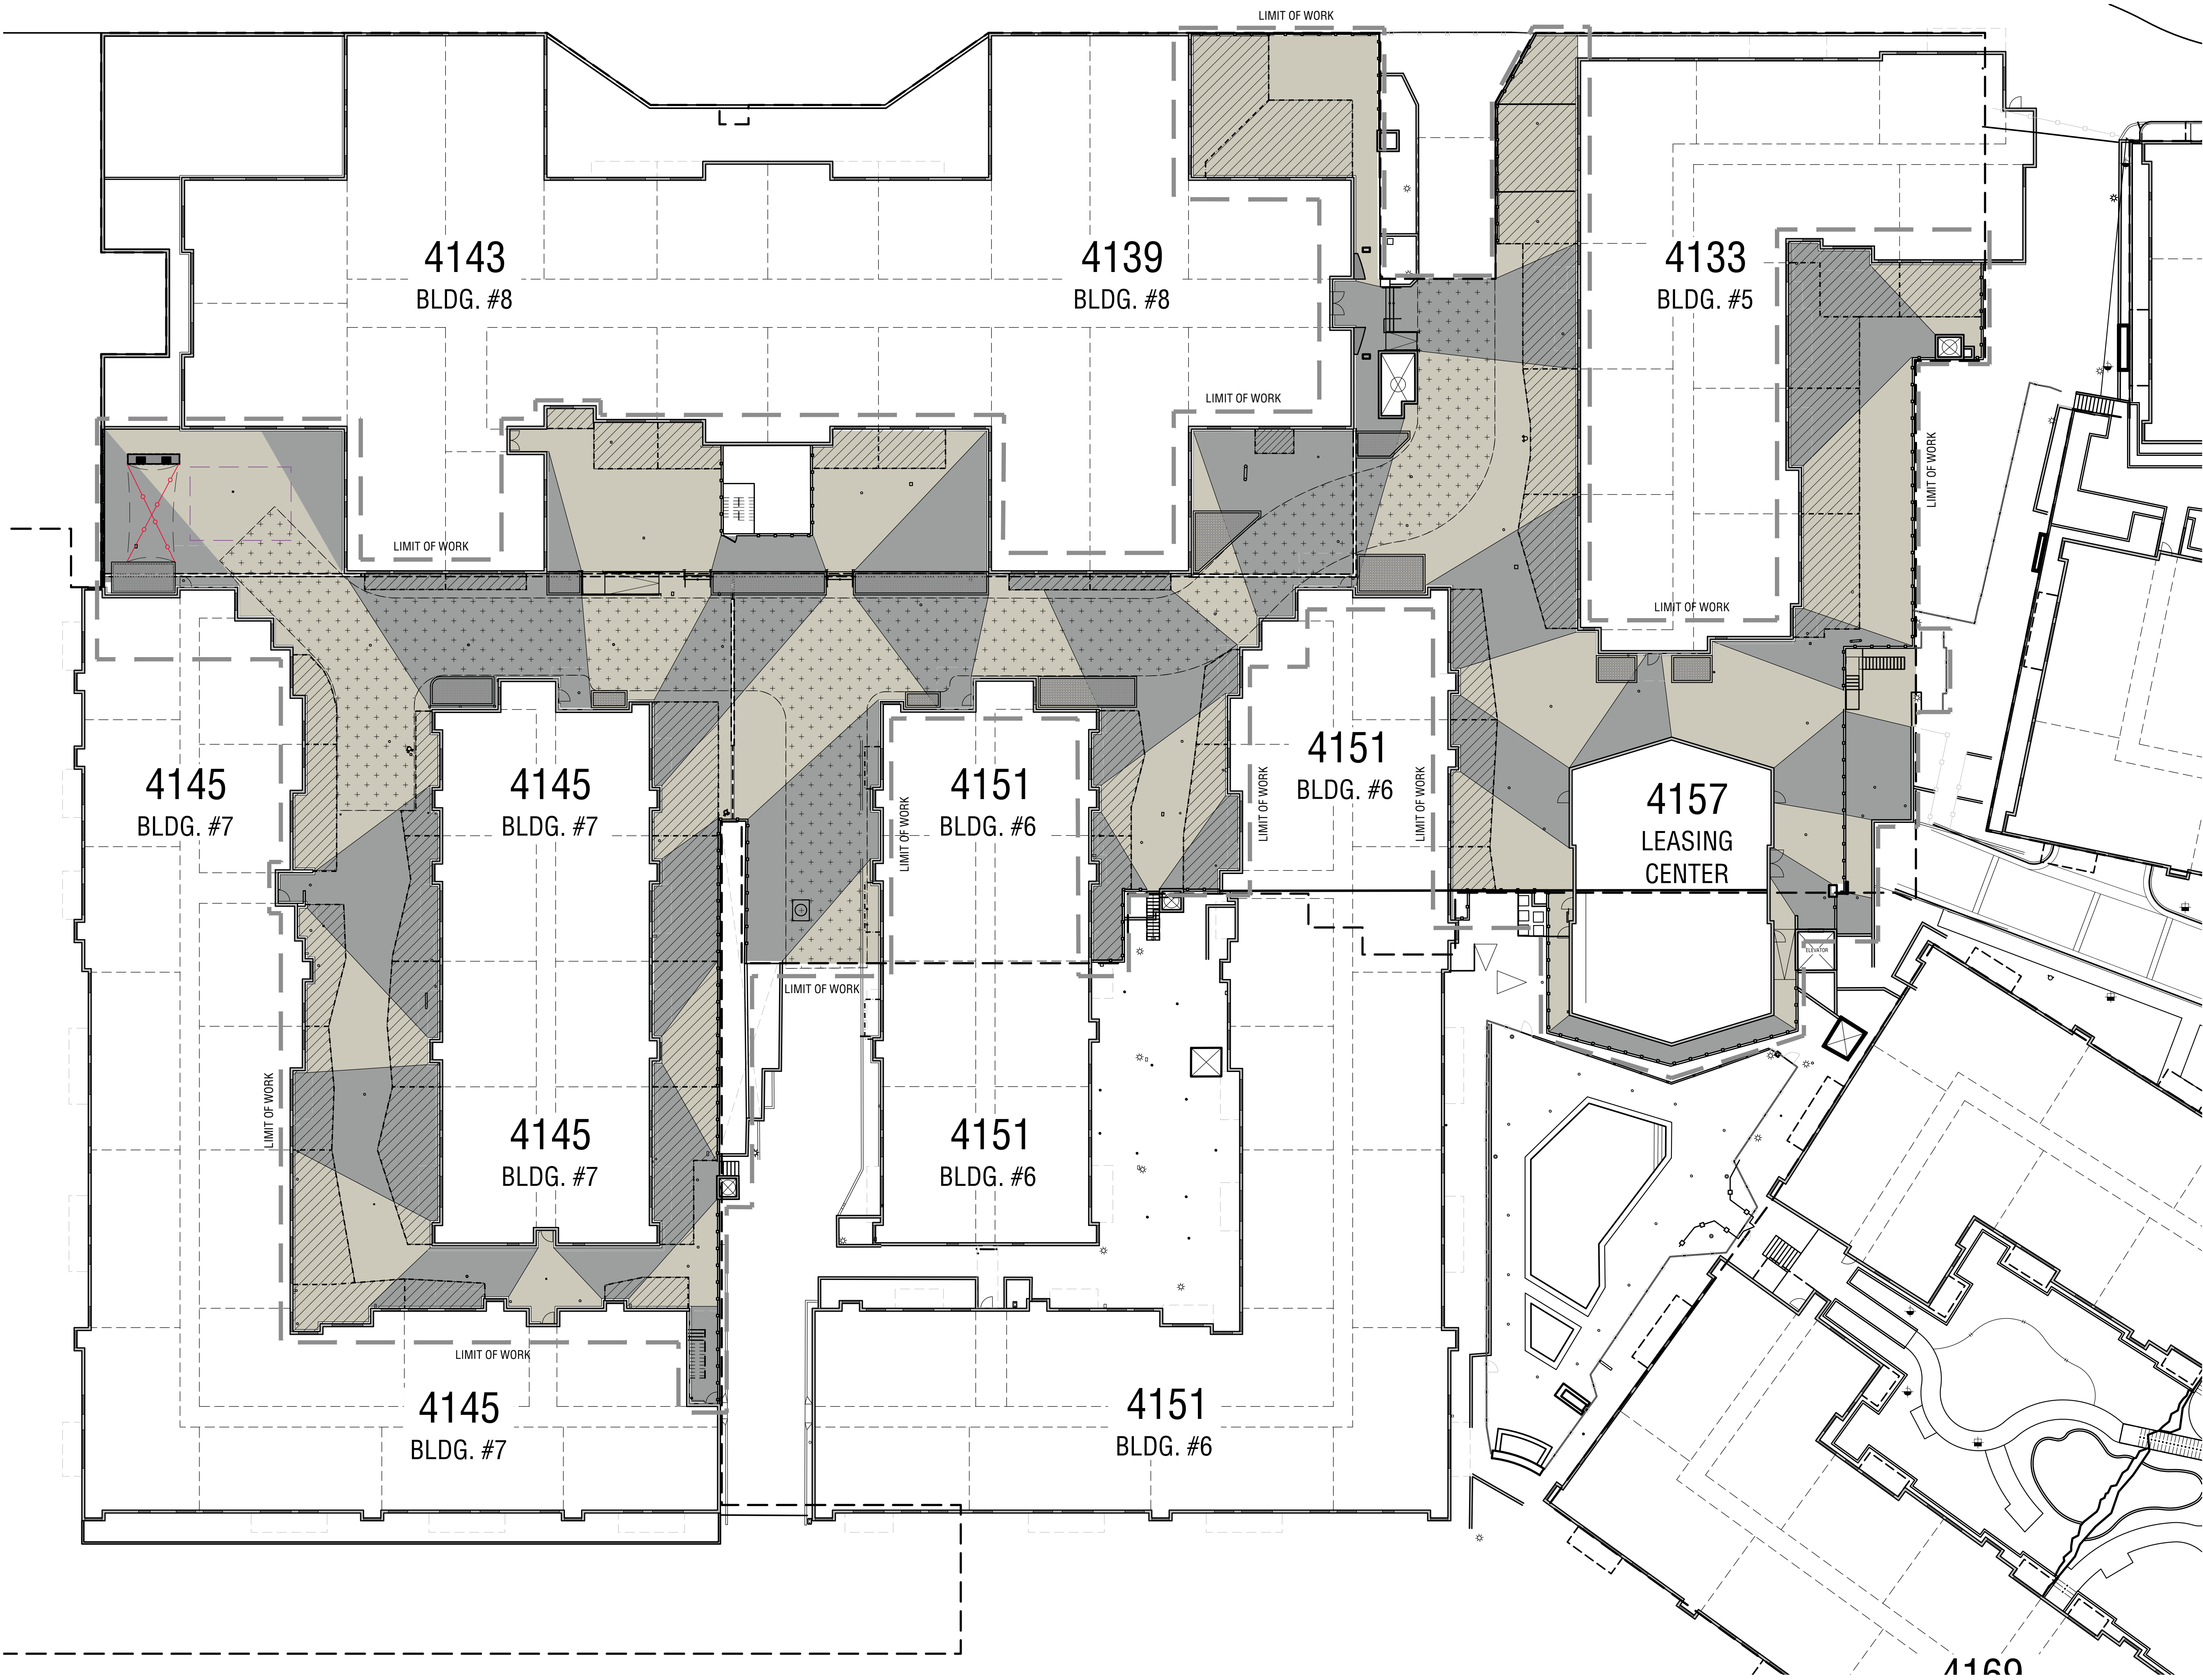 LIMIT OF WORK
4143
BLDG. #8
4139
BLDG. #8
4133
BLDG. #5
LIMIT OF WORK
LIMIT OF WORK
LIMIT OF WORK
LIMIT OF WORK
4145
BLDG. #7
4145
BLDG. #7
LIMIT OF WORK
4151
BLDG. #6
LIMIT OF WORK
4151
BLDG. #6
LIMIT OF WORK
4157
LEASING
CENTER
ELEVATOR
LIMIT OF WORK
LIMIT OF WORK
4145
BLDG. #7
4151
BLDG. #6
LIMIT OF WORK
4145
BLDG. #7
4151
BLDG. #6
4169